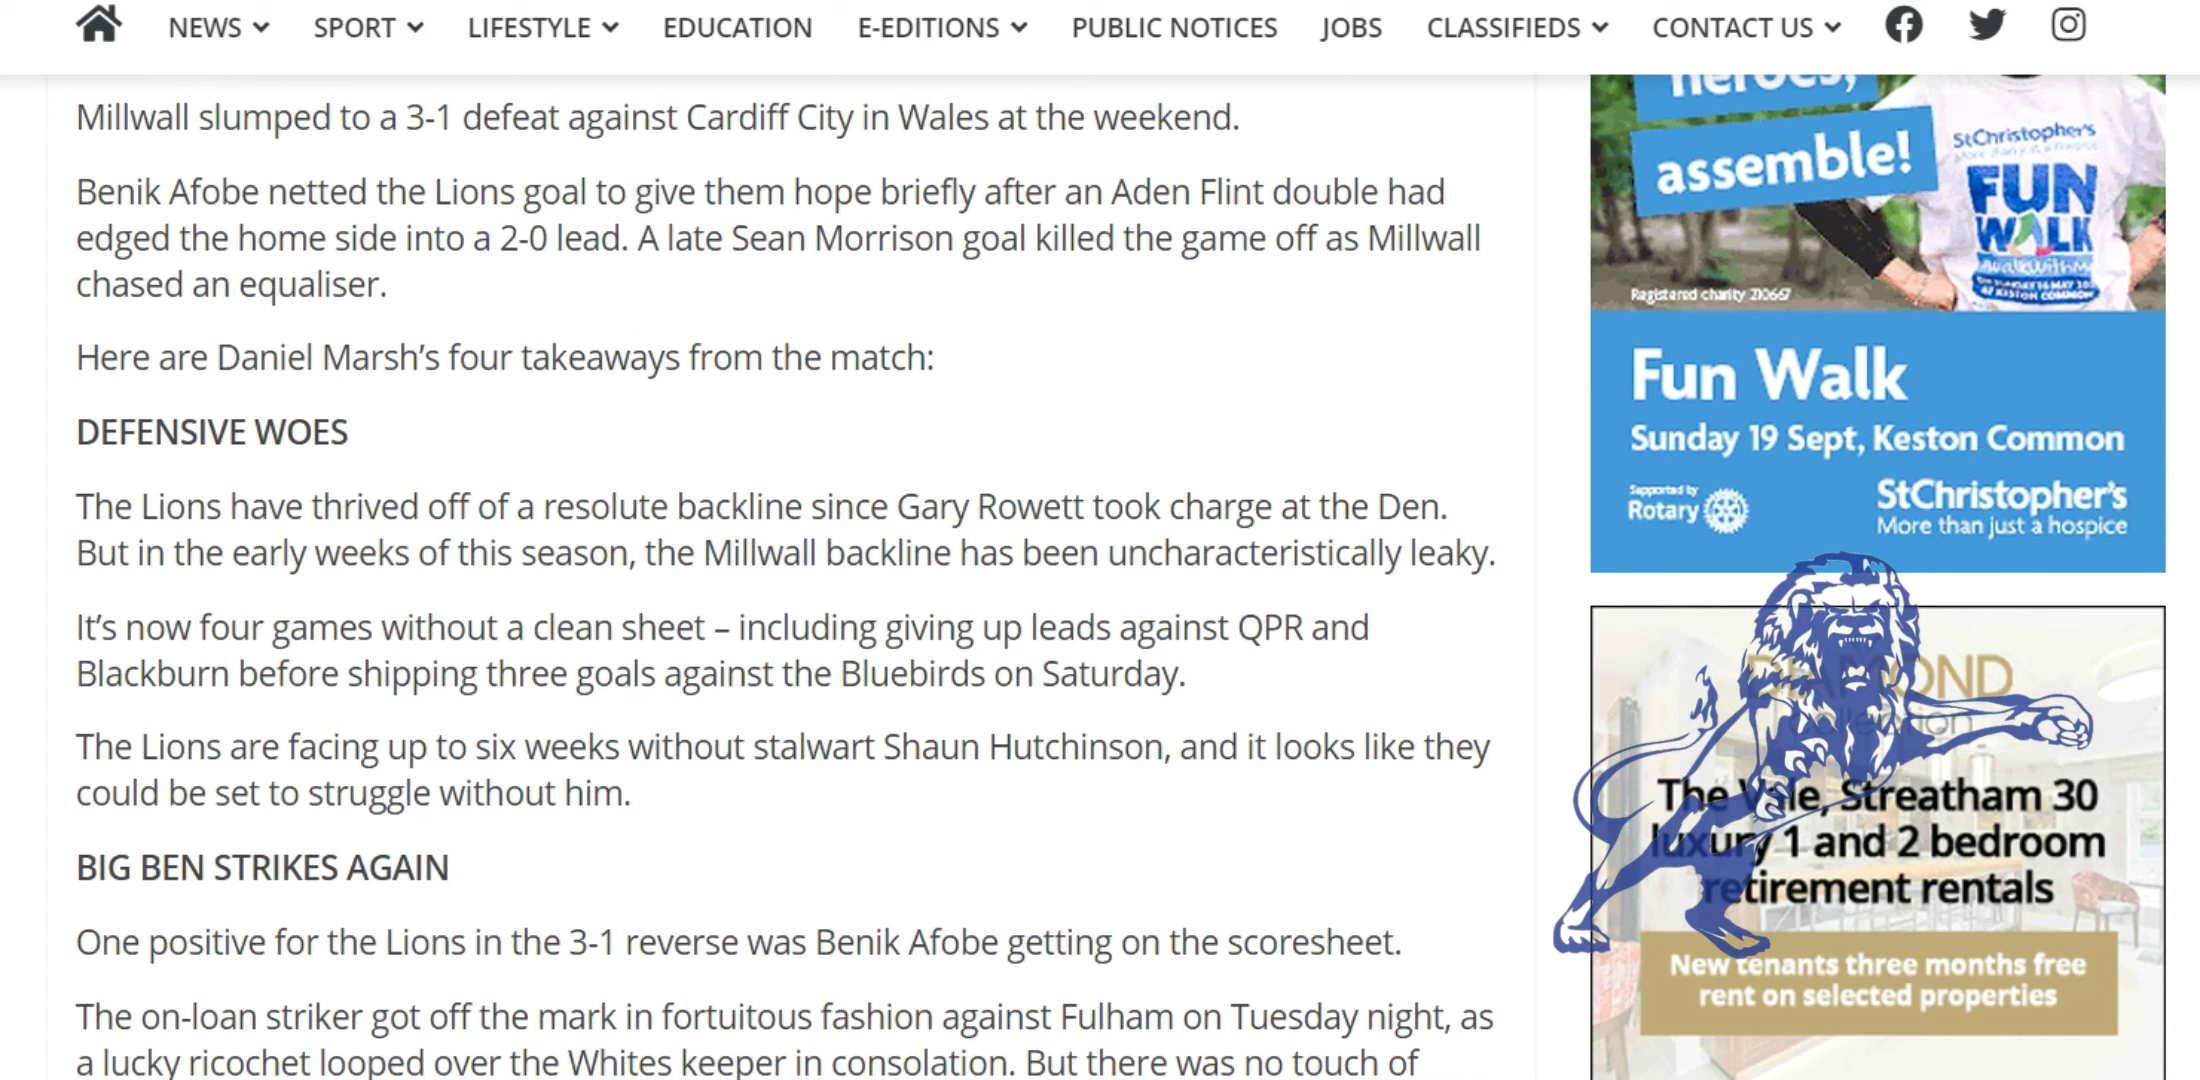 NEWS SPORT LIFESTYLE EDUCATION E-EDITIONS PUBLIC NOTICES JOBS CLASSIFIEDS CONTACT US
Millwall slumped to a 3-1 defeat against Cardiff City in Wales at the weekend.
Benik Afobe netted the Lions goal to give them hope briefly after an Aden Flint double had
edged the home side into a 2-0 lead. A late Sean Morrison goal killed the game off as Millwall
chased an equaliser.
Here are Daniel Marsh’s four takeaways from the match:
DEFENSIVE WOES
The Lions have thrived off of a resolute backline since Gary Rowett took charge at the Den.
But in the early weeks of this season, the Millwall backline has been uncharacteristically leaky.
It’s now four games without a clean sheet – including giving up leads against QPR and
Blackburn before shipping three goals against the Bluebirds on Saturday.
The Lions are facing up to six weeks without stalwart Shaun Hutchinson, and it looks like they
could be set to struggle without him.
BIG BEN STRIKES AGAIN
One positive for the Lions in the 3-1 reverse was Benik Afobe getting on the scoresheet.
The on-loan striker got off the mark in fortuitous fashion against Fulham on Tuesday night, as
a lucky ricochet looped over the Whites keeper in consolation. But there was no touch of
heroes,
assemble!
StChristopher's
FUN
WALK
Registered charity 210667
Fun Walk
Sunday 19 Sept, Keston Common
Supported by
Rotary
StChristopher's
More than just a hospice
DIAMOND
collection
The Vale, Streatham 30
luxury 1 and 2 bedroom
retirement rentals
New tenants three months free
rent on selected properties